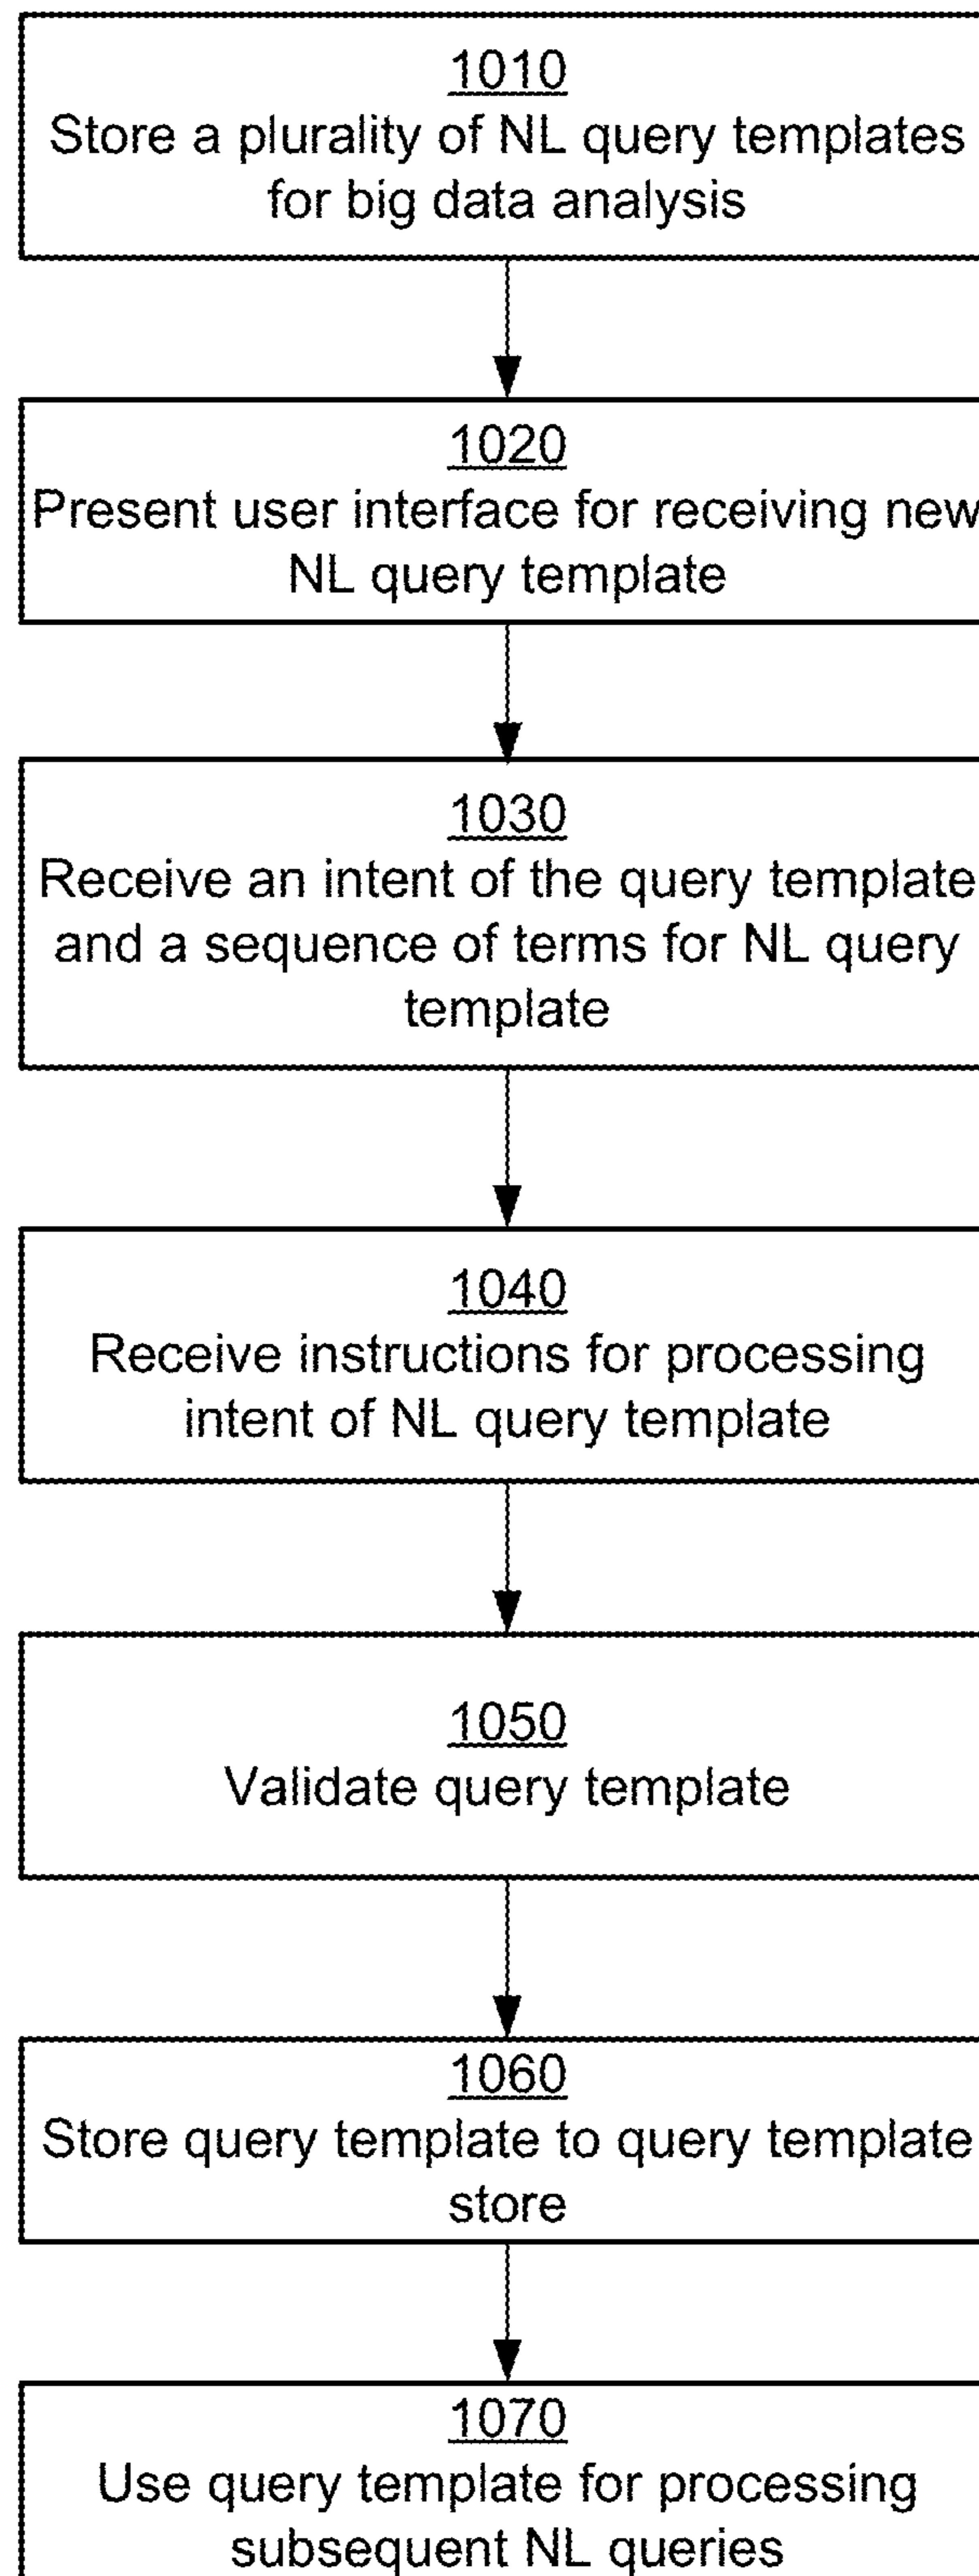 1010
Store a plurality of NL query templates
for big data analysis
1020
Present user interface for receiving new
NL query template
1030
Receive an intent of the query template
and a sequence of terms for NL query
template
1040
Receive instructions for processing
intent of NL query template
1050
Validate query template
1060
Store query template to query template
store
1070
Use query template for processing
subsequent NL queries